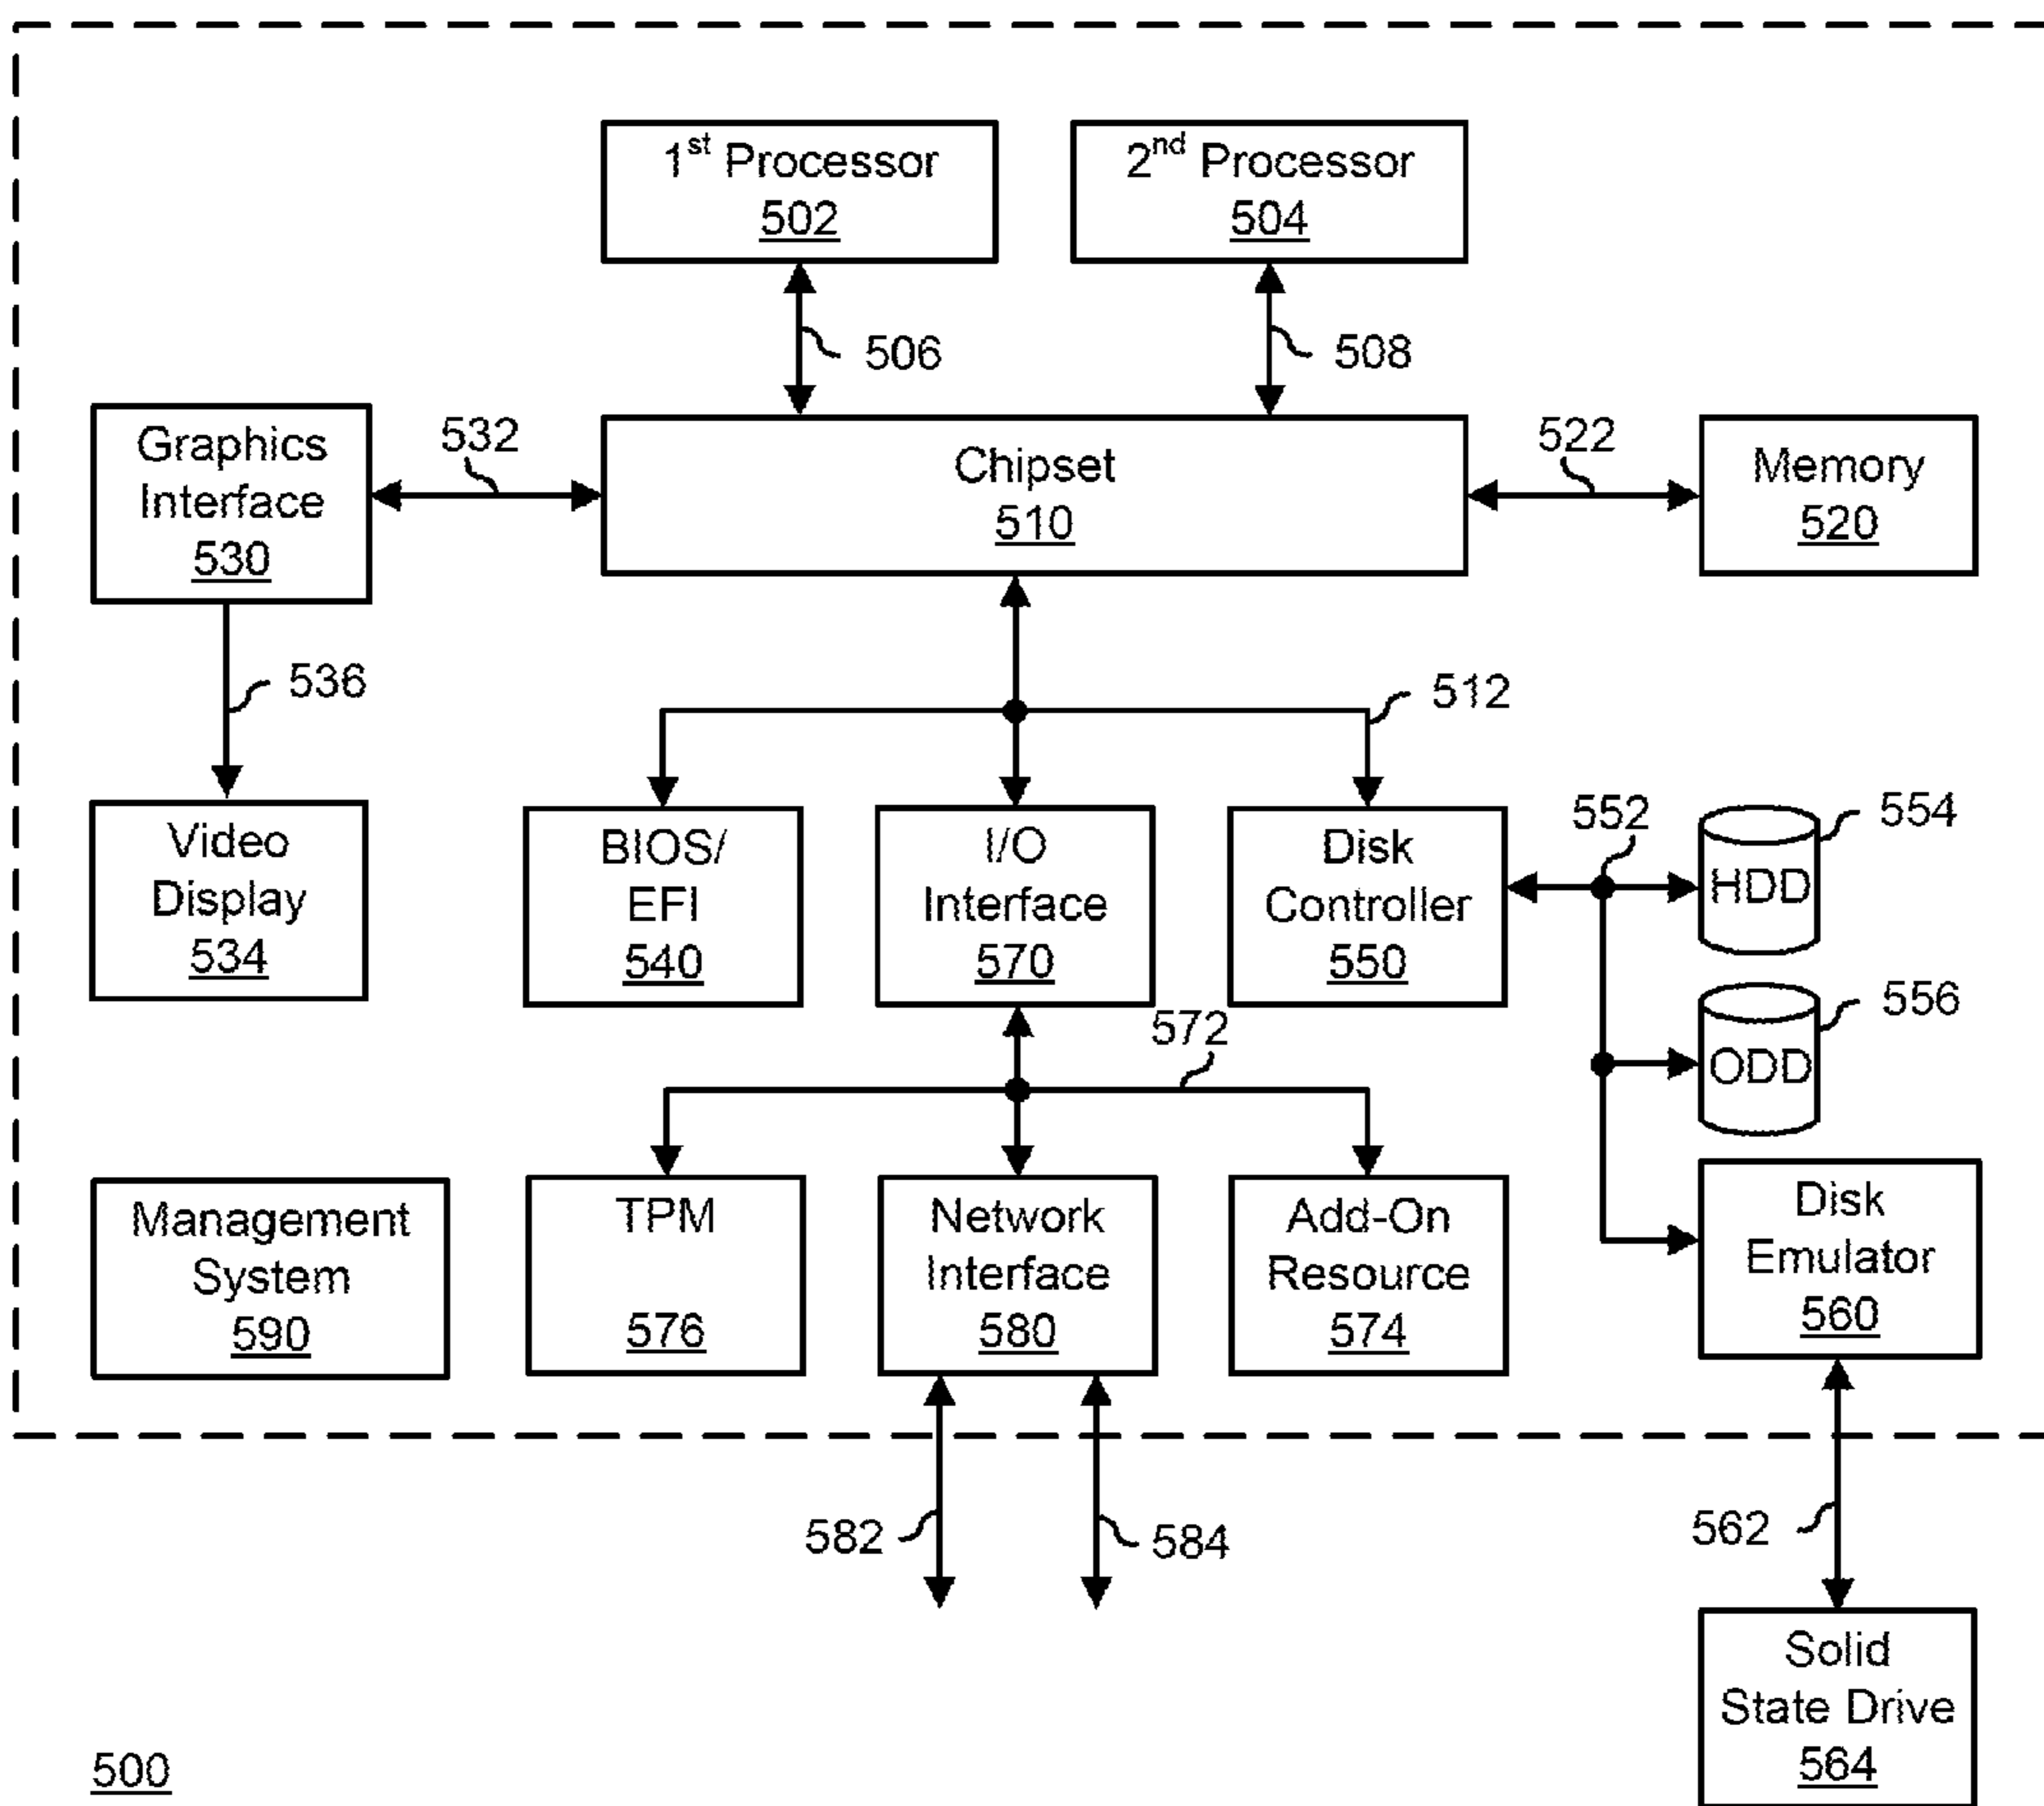 1st Processor
502
2nd Processor
504
506
508
Graphics
Interface
530
532
Chipset
510
522
Memory
520
536
512
Video
Display
534
BIOS/
EFI
540
I/O
Interface
570
Disk
Controller
550
552
HDD
554
572
ODD
556
Management
System
590
TPM
576
Network
Interface
580
Add-On
Resource
574
Disk
Emulator
560
582
584
562
Solid
State Drive
564
500